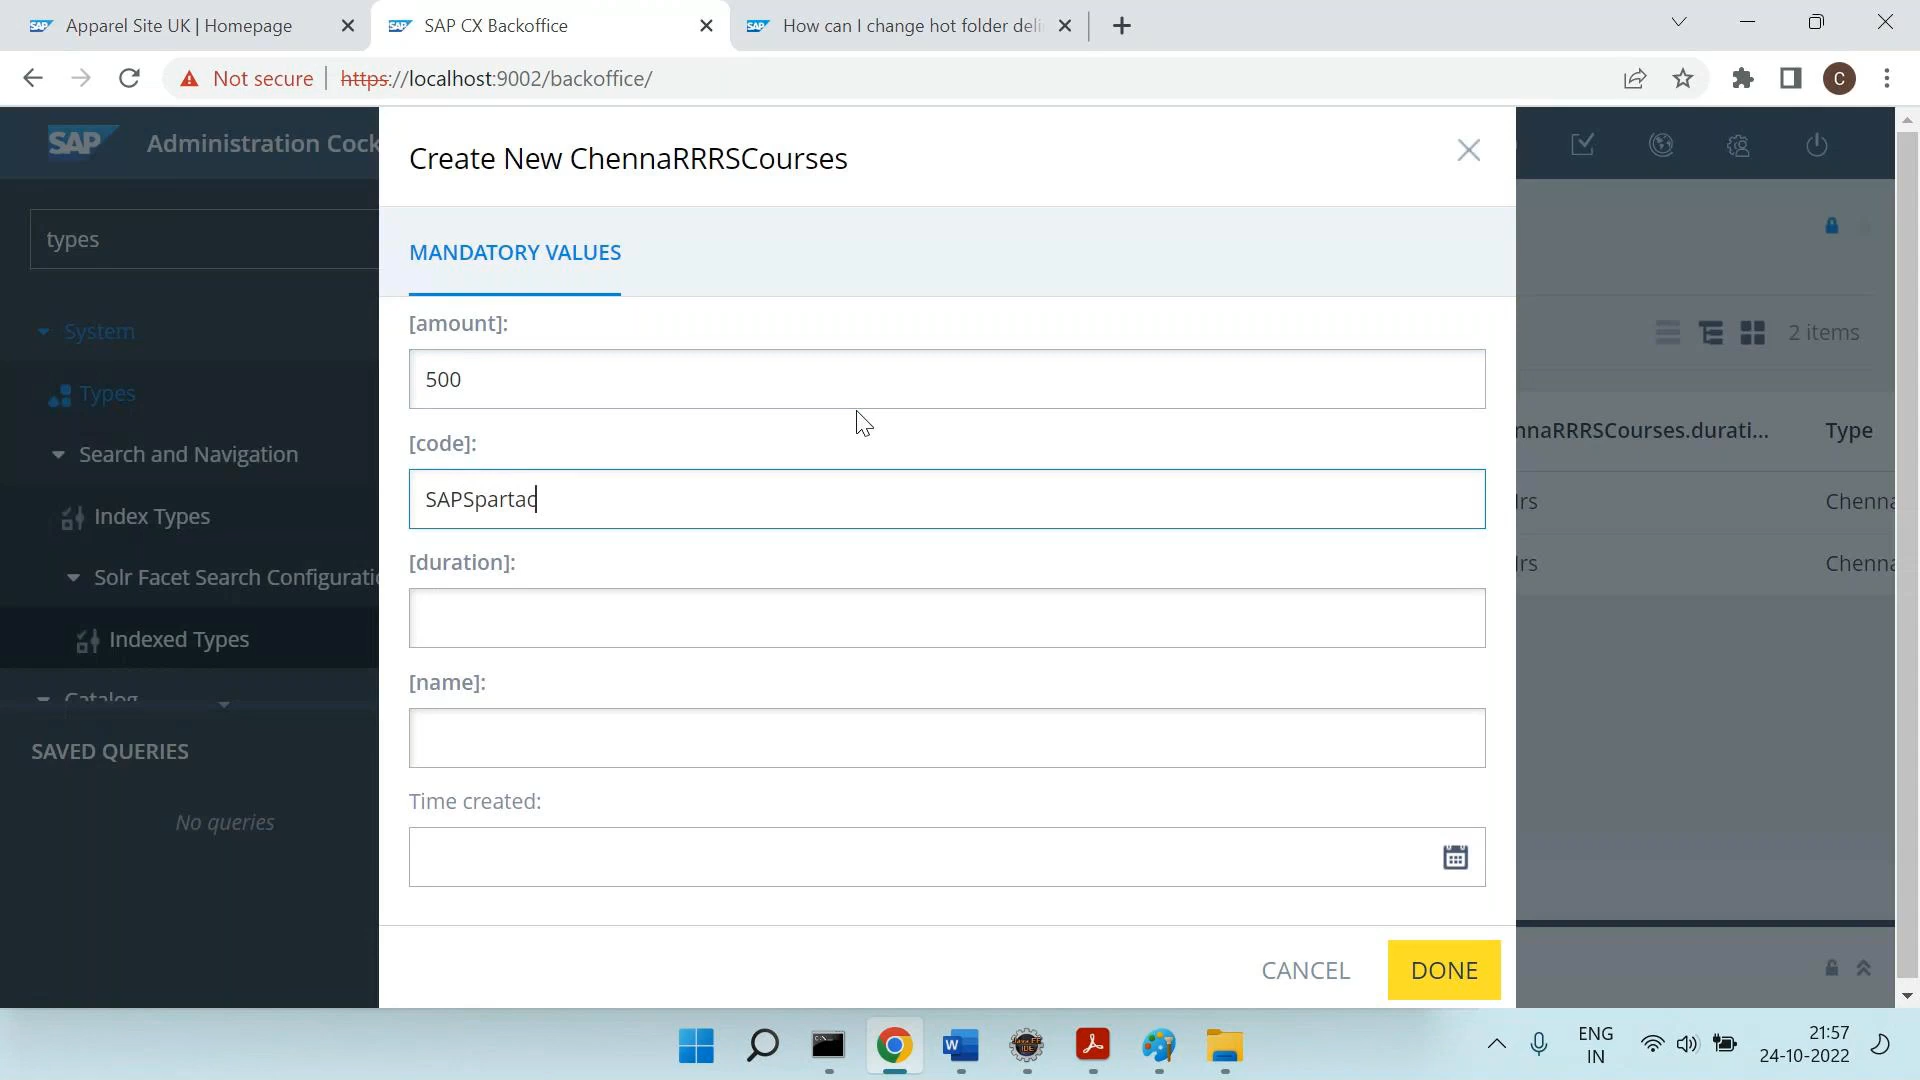 Apparel Site UK | Homepage
SAP CX Backoffice
How can I change hot folder deli
Not secure
https://localhost:9002/backoffice/
C
SAP
Administration Cock
Create New ChennaRRRSCourses
types
MANDATORY VALUES
[amount]:
System
2 items
500
Types
nnaRRRSCourses.durati...
Type
[code]:
Search and Navigation
SAPSpartac
Irs
Chenna
Index Types
[duration]:
Irs
Chenna
Solr Facet Search Configuratio
Indexed Types
[name]:
Catalog
SAVED QUERIES
No queries
Time created:
CANCEL
DONE
ENG
IN
21:57
24-10-2022